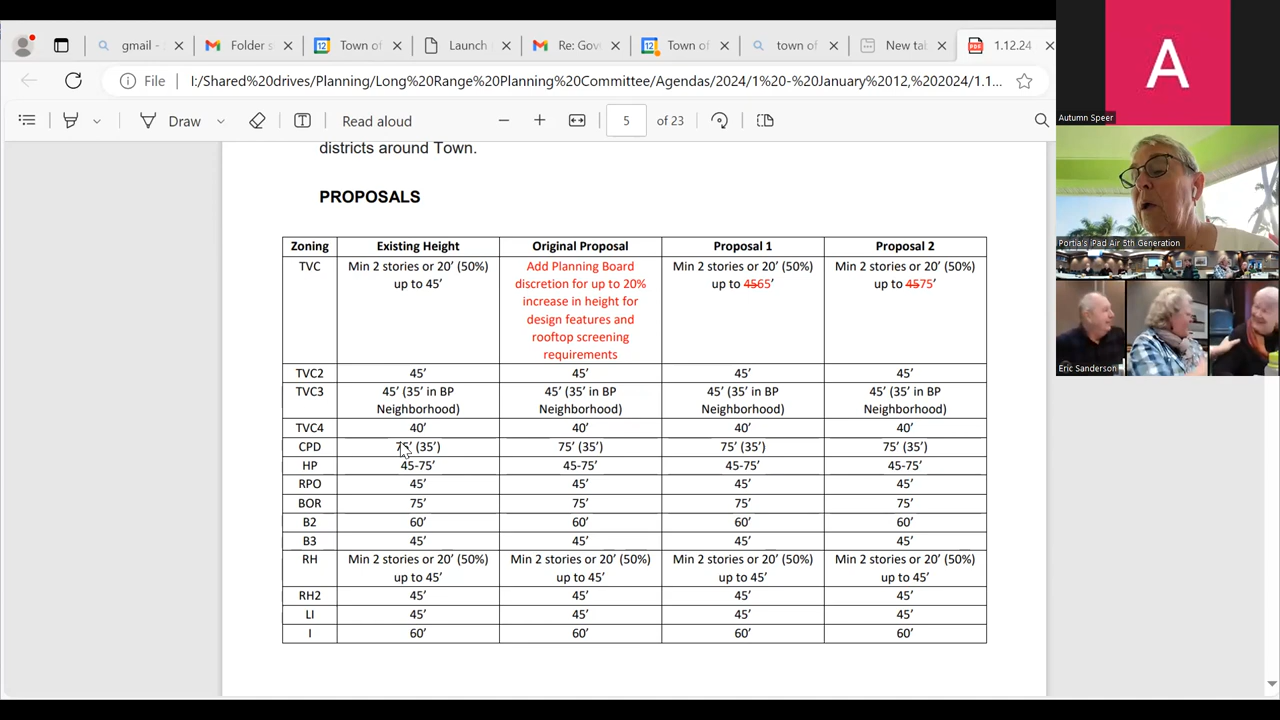 gmail -
Folder s
Town of
Launch
Re: Gov
Town of
town of
New tab
1.12.24
File
I:/Shared%20drives/Planning/Long%20Range%20Planning%20Committee/Agendas/2024/1%20-%20January%2012,%202024/1.1...
Draw
Read aloud
5
of 23
districts around Town.
PROPOSALS
Zoning Existing Height Original Proposal Proposal 1 Proposal 2
TVC Min 2 stories or 20’ (50%) Add Planning Board Min 2 stories or 20’ (50%) Min 2 stories or 20’ (50%)
up to 45’ discretion for up to 20% up to 4565’ up to 4575’
increase in height for
design features and
rooftop screening
requirements
TVC2 45’ 45’ 45’ 45’
TVC3 45’ (35’ in BP 45’ (35’ in BP 45’ (35’ in BP 45’ (35’ in BP
Neighborhood) Neighborhood) Neighborhood) Neighborhood)
TVC4 40’ 40’ 40’ 40’
CPD 75’ (35’) 75’ (35’) 75’ (35’) 75’ (35’)
HP 45-75’ 45-75’ 45-75’ 45-75’
RPO 45’ 45’ 45’ 45’
BOR 75’ 75’ 75’ 75’
B2 60’ 60’ 60’ 60’
B3 45’ 45’ 45’ 45’
RH Min 2 stories or 20’ (50%) Min 2 stories or 20’ (50%) Min 2 stories or 20’ (50%) Min 2 stories or 20’ (50%)
up to 45’ up to 45’ up to 45’ up to 45’
RH2 45’ 45’ 45’ 45’
LI 45’ 45’ 45’ 45’
I 60’ 60’ 60’ 60’
A
Autumn Speer
Portia's iPad Air 5th Generation
Eric Sanderson